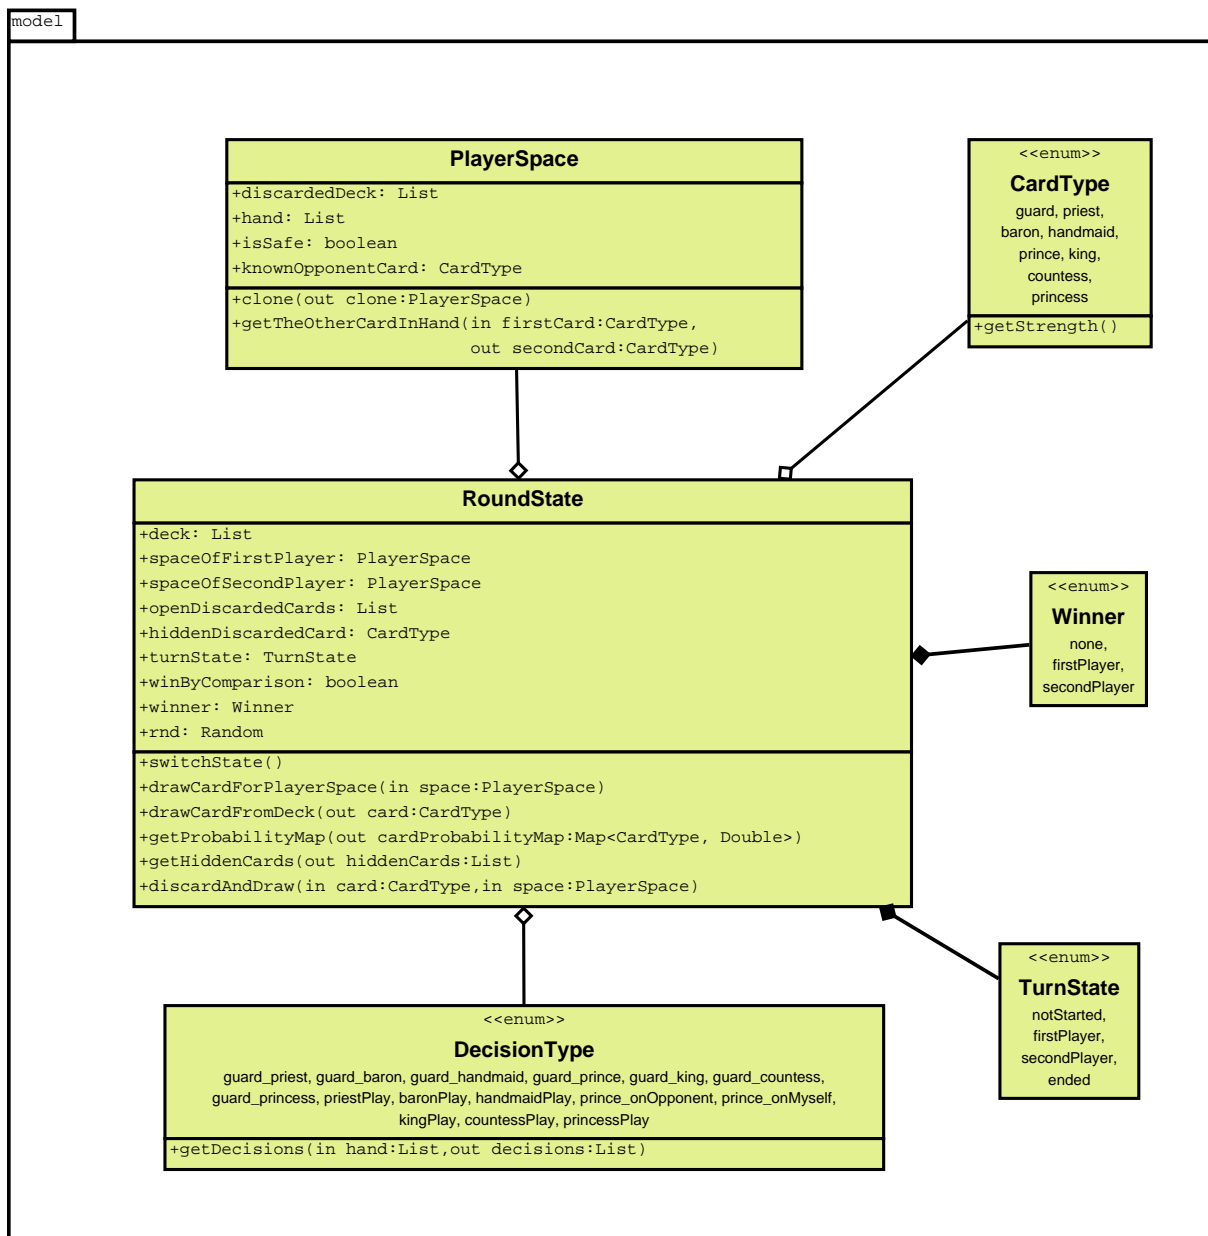 model
PlayerSpace
+discardedDeck: List
+hand: List
+isSafe: boolean
+knownOpponentCard: CardType
+clone(out clone:PlayerSpace)
+getTheOtherCardInHand(in firstCard:CardType,
out secondCard:CardType)
<<enum>>
CardType
guard, priest,
baron, handmaid,
prince, king,
countess,
princess
+getStrength()
RoundState
+deck: List
+spaceOfFirstPlayer: PlayerSpace
+spaceOfSecondPlayer: PlayerSpace
+openDiscardedCards: List
+hiddenDiscardedCard: CardType
+turnState: TurnState
+winByComparison: boolean
+winner: Winner
+rnd: Random
+switchState()
+drawCardForPlayerSpace(in space:PlayerSpace)
+drawCardFromDeck(out card:CardType)
+getProbabilityMap(out cardProbabilityMap:Map<CardType, Double>)
+getHiddenCards(out hiddenCards:List)
+discardAndDraw(in card:CardType,in space:PlayerSpace)
<<enum>>
Winner
none,
firstPlayer,
secondPlayer
<<enum>>
TurnState
notStarted,
firstPlayer,
secondPlayer,
ended
<<enum>>
DecisionType
guard_priest, guard_baron, guard_handmaid, guard_prince, guard_king, guard_countess,
guard_princess, priestPlay, baronPlay, handmaidPlay, prince_onOpponent, prince_onMyself,
kingPlay, countessPlay, princessPlay
+getDecisions(in hand:List,out decisions:List)